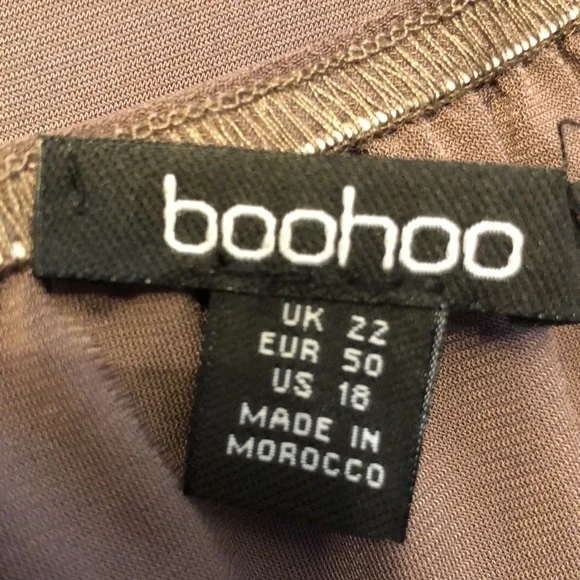 boohoo
UK 22
EUR 50
US 18
MADE IN
MOROCCO